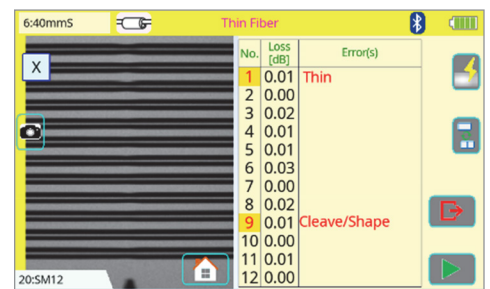 6:40mmS
Thin Fiber
X
No. Loss [dB] Error(s)
1 0.01 Thin
2 0.00
3 0.02
4 0.01
5 0.01
6 0.03
7 0.00
8 0.02
9 0.01 Cleave/Shape
10 0.00
11 0.01
12 0.00
20:SM12